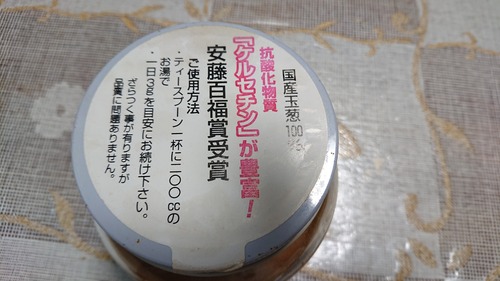 国産玉葱100%
抗酸化物質
『ケルセチン』が豊富!
安藤百福賞受賞
ご使用方法
・ティースプーン一杯に二〇〇ccの
お湯で
・一日3gを目安にお続け下さい。
ざらつく事が有りますが
品質に問題ありません。